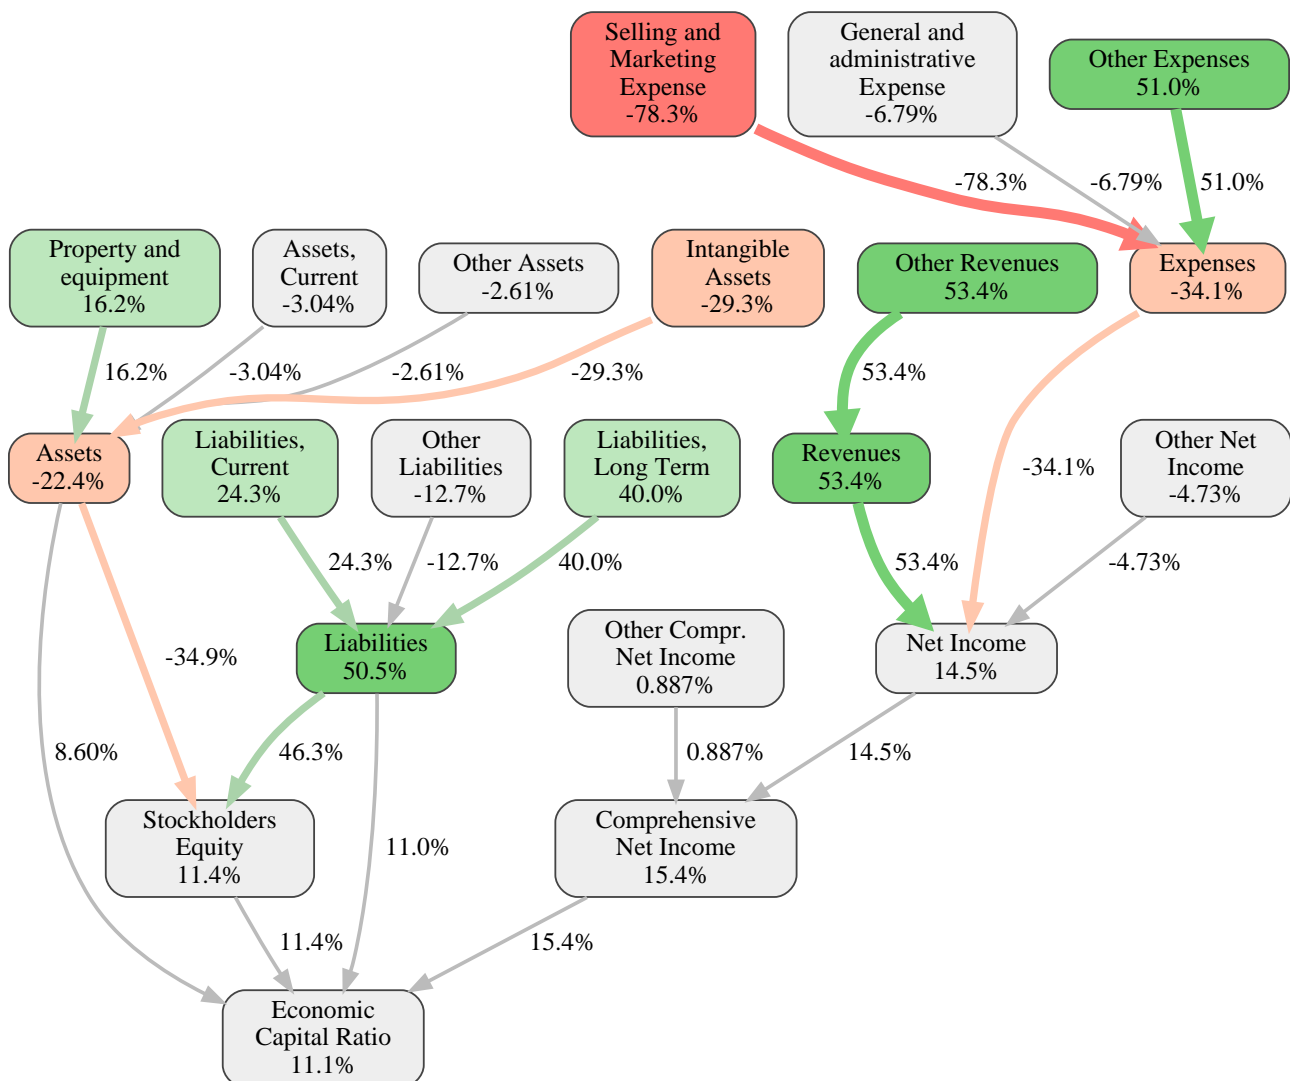 Selling and
Marketing
Expense
-78.3%
General and
administrative
Expense
-6.79%
Other Expenses
51.0%
-78.3%
-6.79%
51.0%
Property and
equipment
16.2%
Assets,
Current
-3.04%
Other Assets
-2.61%
Intangible
Assets
-29.3%
Other Revenues
53.4%
Expenses
-34.1%
16.2%
-3.04%
-2.61%
-29.3%
53.4%
-34.1%
Assets
-22.4%
Liabilities,
Current
24.3%
Other
Liabilities
-12.7%
Liabilities,
Long Term
40.0%
Revenues
53.4%
Other Net
Income
-4.73%
24.3%
-12.7%
40.0%
53.4%
-4.73%
-34.9%
Liabilities
50.5%
Other Compr.
Net Income
0.887%
Net Income
14.5%
8.60%
46.3%
0.887%
14.5%
Stockholders
Equity
11.4%
11.0%
Comprehensive
Net Income
15.4%
11.4%
15.4%
Economic
Capital Ratio
11.1%